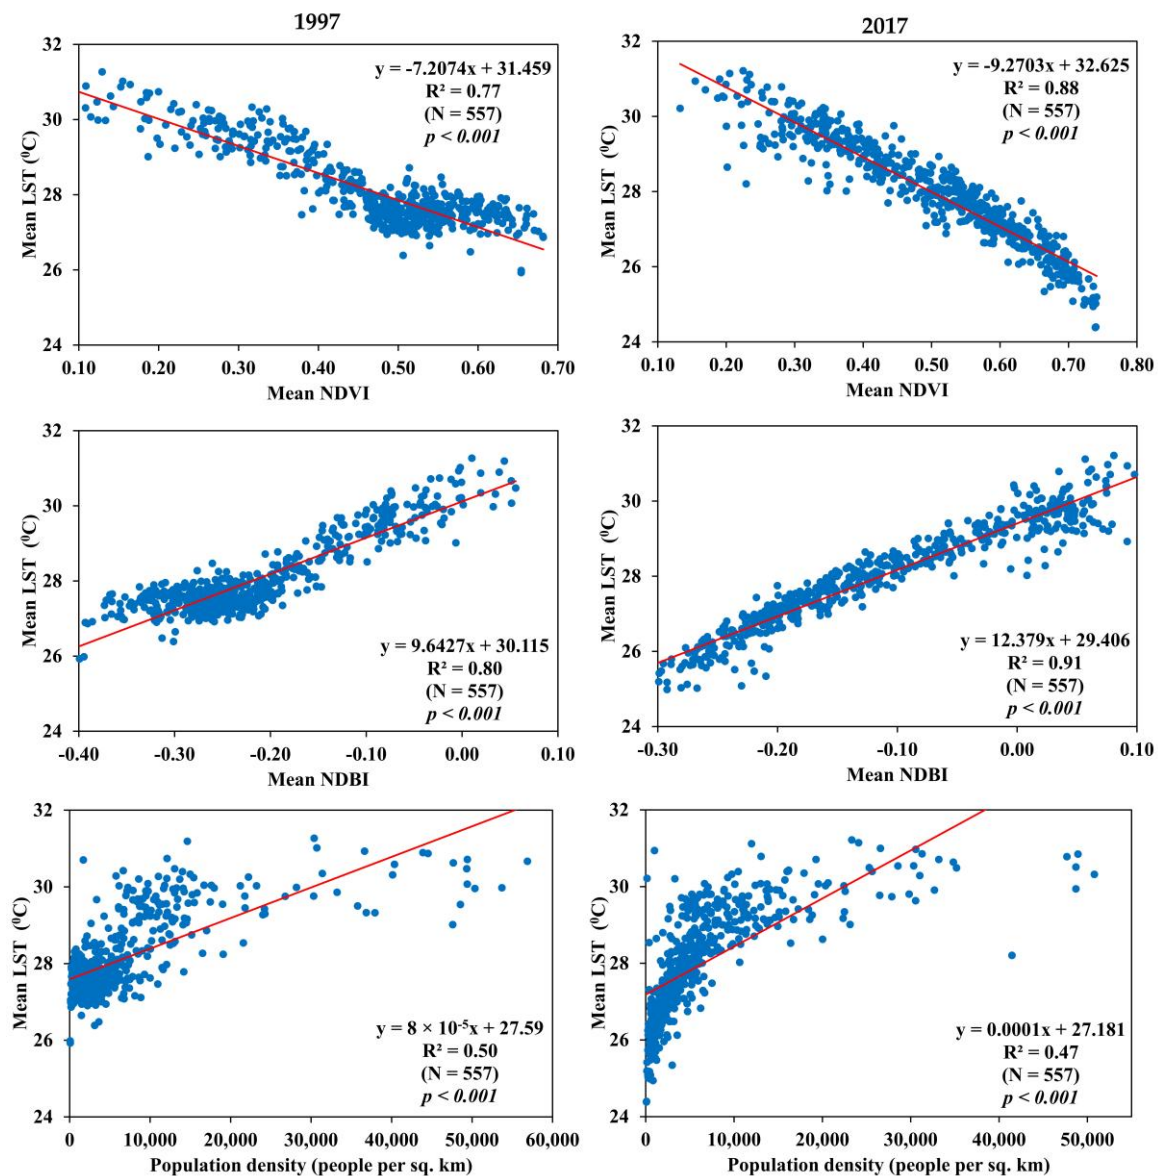 1997
32
30
28
26
24
Mean LST (⁰C)
y = -7.2074x + 31.459
R² = 0.77
(N = 557)
p < 0.001
0.10 0.20 0.30 0.40 0.50 0.60 0.70
Mean NDVI
2017
32
30
28
26
24
Mean LST (⁰C)
y = -9.2703x + 32.625
R² = 0.88
(N = 557)
p < 0.001
0.10 0.20 0.30 0.40 0.50 0.60 0.70 0.80
Mean NDVI
32
30
28
26
24
Mean LST (⁰C)
y = 9.6427x + 30.115
R² = 0.80
(N = 557)
p < 0.001
-0.40 -0.30 -0.20 -0.10 0.00 0.10
Mean NDBI
32
30
28
26
24
Mean LST (⁰C)
y = 12.379x + 29.406
R² = 0.91
(N = 557)
p < 0.001
-0.30 -0.20 -0.10 0.00 0.10
Mean NDBI
32
30
28
26
24
Mean LST (⁰C)
y = 8 × 10⁻⁵x + 27.59
R² = 0.50
(N = 557)
p < 0.001
0 10,000 20,000 30,000 40,000 50,000 60,000
Population density (people per sq. km)
32
30
28
26
24
Mean LST (⁰C)
y = 0.0001x + 27.181
R² = 0.47
(N = 557)
p < 0.001
0 10,000 20,000 30,000 40,000 50,000
Population density (people per sq. km)